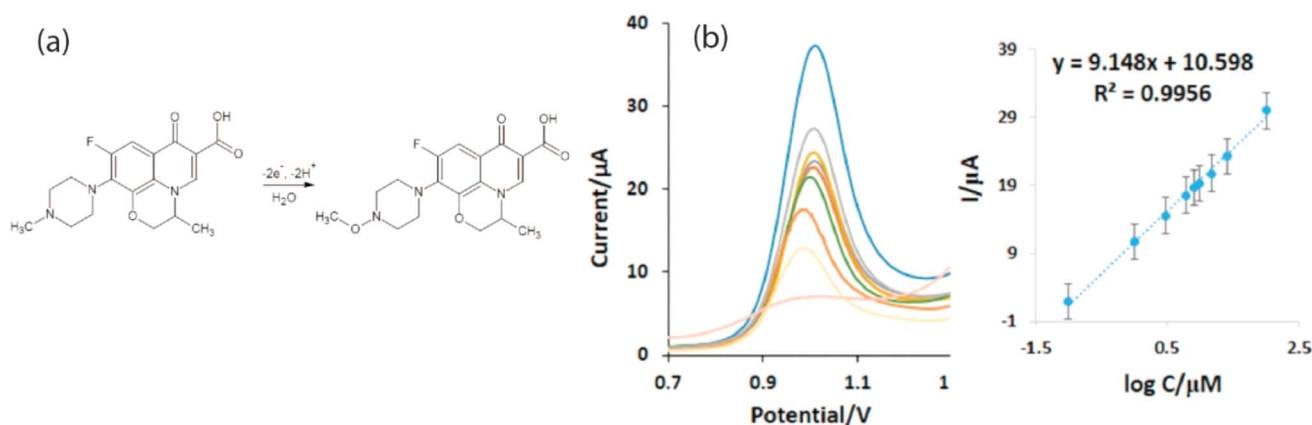 (a)
O
OH
F
O
N
N
N
O
H₃C
CH₃
-2e⁻, -2H⁺
H₂O
O
OH
F
O
N
N
N
O
H₃C
O
CH₃
(b)
Current/µA
40
30
20
10
0
0.7
0.9
1.1
1
Potential/V
y = 9.148x + 10.598
R² = 0.9956
I/µA
39
29
19
9
-1
-1.5
0.5
2.5
log C/µM